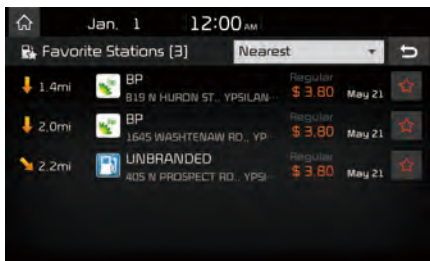 Jan. 1 12:00 AM
Favorite Stations [3] Nearest
1.4mi BP Regular
819 N HURON ST., YPSILAN... $ 3.80 May 21
2.0mi BP Regular
1645 WASHTENAW RD., YP... $ 3.80 May 21
2.2mi UNBRANDED Regular
405 N PROSPECT RD., YPSI... $ 3.80 May 21